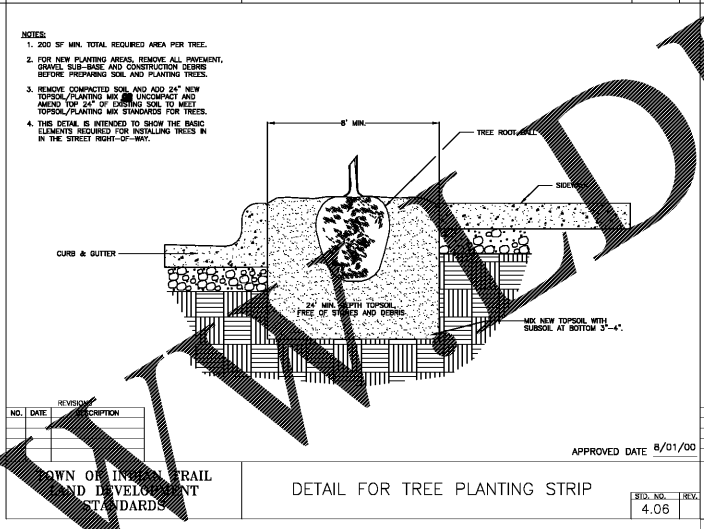 NOTES:
1. 200 SF MIN. TOTAL REQUIRED AREA PER TREE.
2. FOR NEW PLANTING AREAS, REMOVE ALL PAVEMENT,
GRAVEL SUB-BASE AND CONSTRUCTION DEBRIS
BEFORE PREPARING SOIL AND PLANTING TREES.
3. REMOVE COMPACTED SOIL AND ADD 24" NEW
TOPSOIL/PLANTING MIX UNCOMPACT AND
AMEND TOP 24" OF EXISTING SOIL TO MEET
TOPSOIL/PLANTING MIX STANDARDS FOR TREES.
4. THIS DETAIL IS INTENDED TO SHOW THE BASIC
ELEMENTS REQUIRED FOR INSTALLING TREES IN
IN THE STREET RIGHT-OF-WAY.
8' MIN.
TREE ROOT BALL
SIDEWALK
CURB & GUTTER
24" MIN. DEPTH TOPSOIL,
FREE OF STONES AND DEBRIS
MIX NEW TOPSOIL WITH
SUBSOIL AT BOTTOM 3"-4".
REVISIONS
NO. DATE DESCRIPTION
APPROVED DATE 8/01/00
TOWN OF INDIAN TRAIL
LAND DEVELOPMENT
STANDARDS
DETAIL FOR TREE PLANTING STRIP
STD. NO. REV.
4.06
WWW.LD